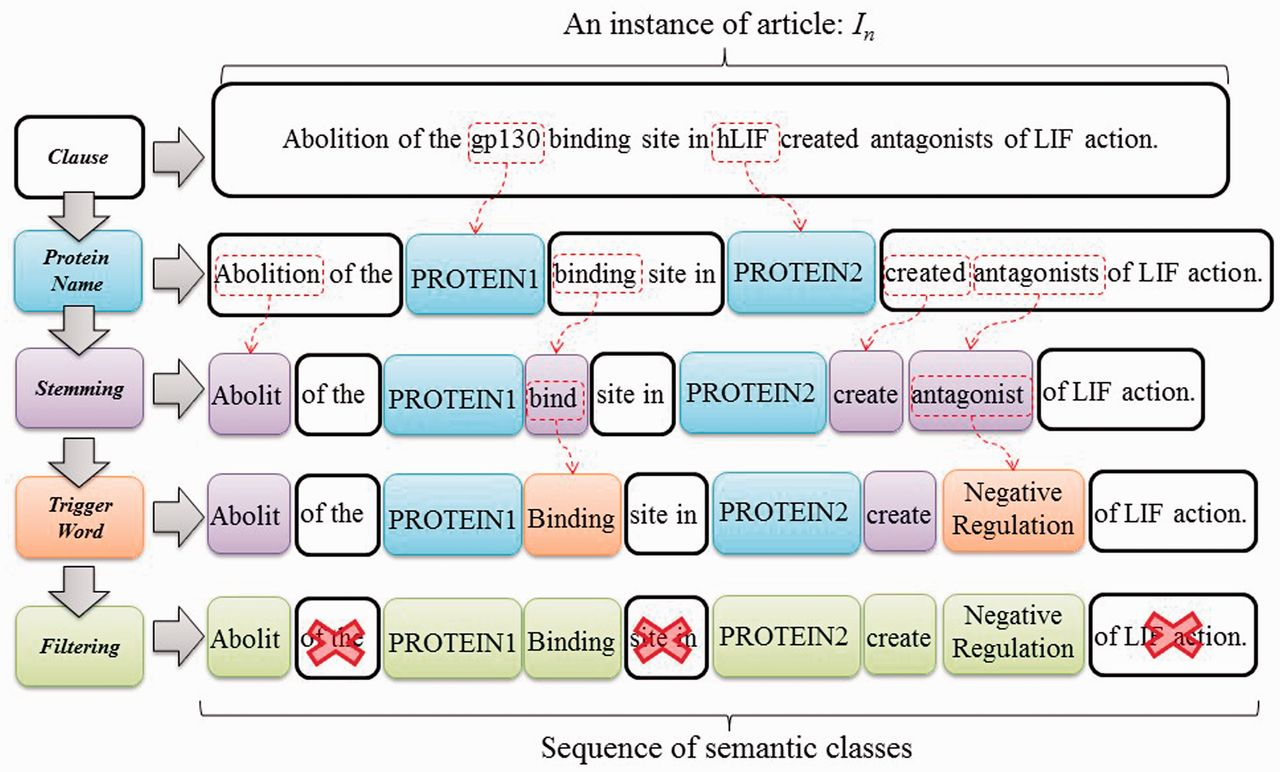 An instance of article: In
Clause
Abolition of the gp130 binding site in hLIF created antagonists of LIF action.
Protein
Name
Abolition of the PROTEIN1 binding site in PROTEIN2 created antagonists of LIF action.
Stemming
Abolit of the PROTEIN1 bind site in PROTEIN2 create antagonist of LIF action.
Trigger
Word
Abolit of the PROTEIN1 Binding site in PROTEIN2 create Negative
Regulation of LIF action.
Filtering
Abolit of the PROTEIN1 Binding site in PROTEIN2 create Negative
Regulation of LIF action.
Sequence of semantic classes